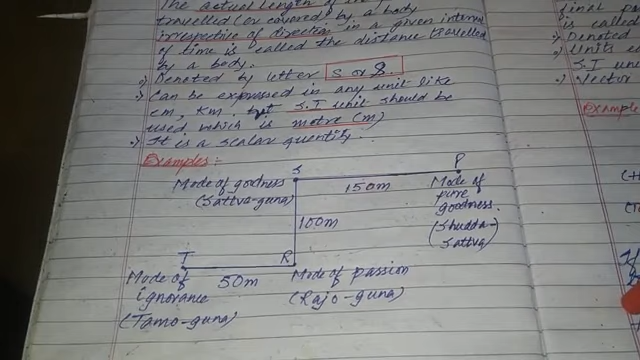 The actual length of the
travelled (or covered) by a body
irrespective of direction in a given interval
of time is called the distance travelled
by a body.
Denoted by letter S or S.
Can be expressed in any unit like
cm, km. but S.I unit should be
used which is metre (m)
It is a scalar quantity.
Examples:
S
P
Mode of goodness
(Sattva-guna)
150m
Mode of
pure
goodness.
(Shudda-
Sattva)
100m
T
R
Mode of
ignorance
(Tamo-guna)
50m
Mode of passion
(Rajo-guna)
is called
Denoted
Units
S.I unit
Vector
Example